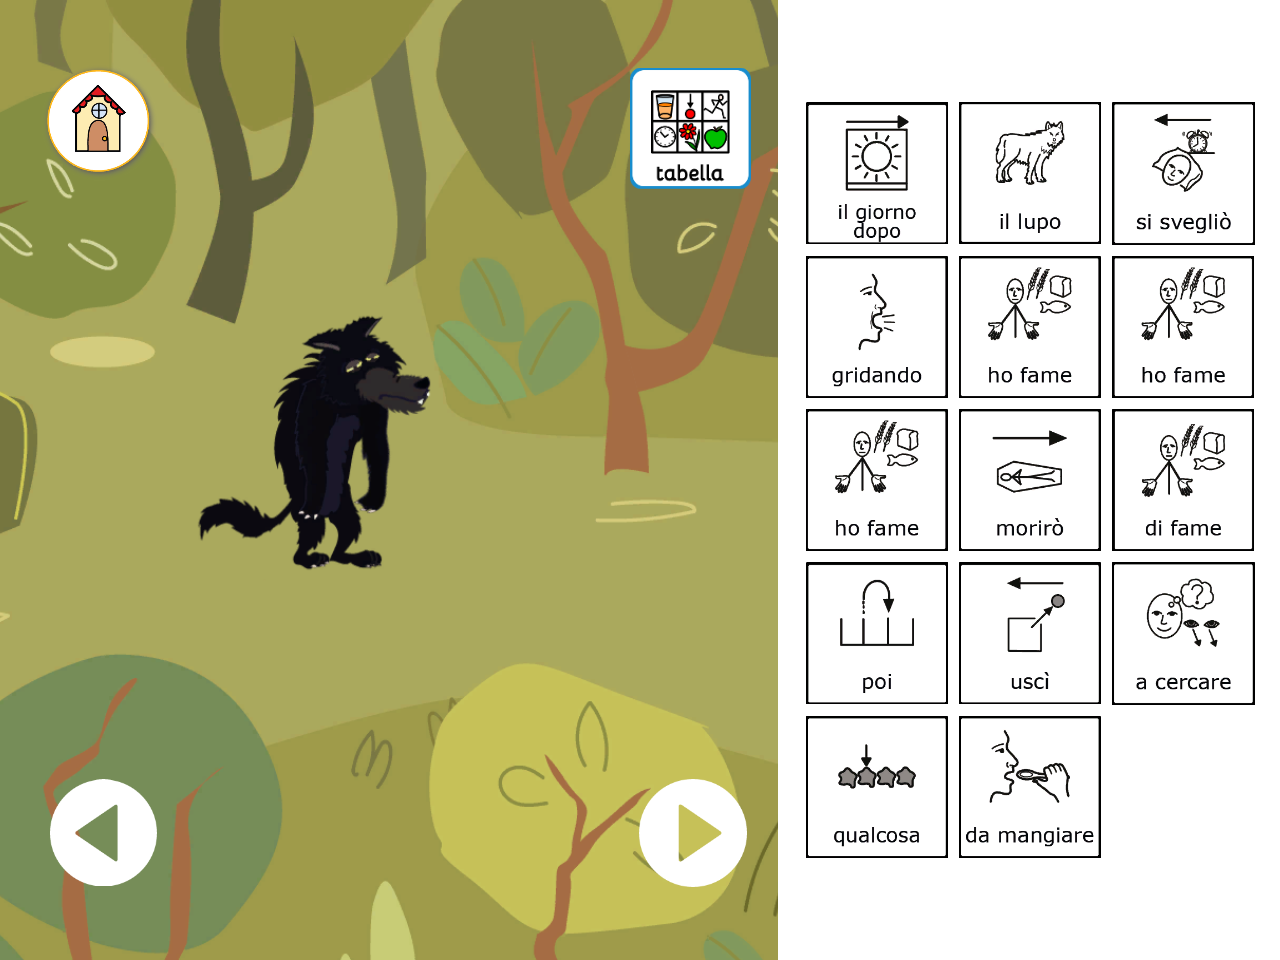 tabella
il giorno
dopo
il lupo
si svegliò
gridando
ho fame
ho fame
ho fame
morirò
di fame
poi
uscì
a cercare
qualcosa
da mangiare